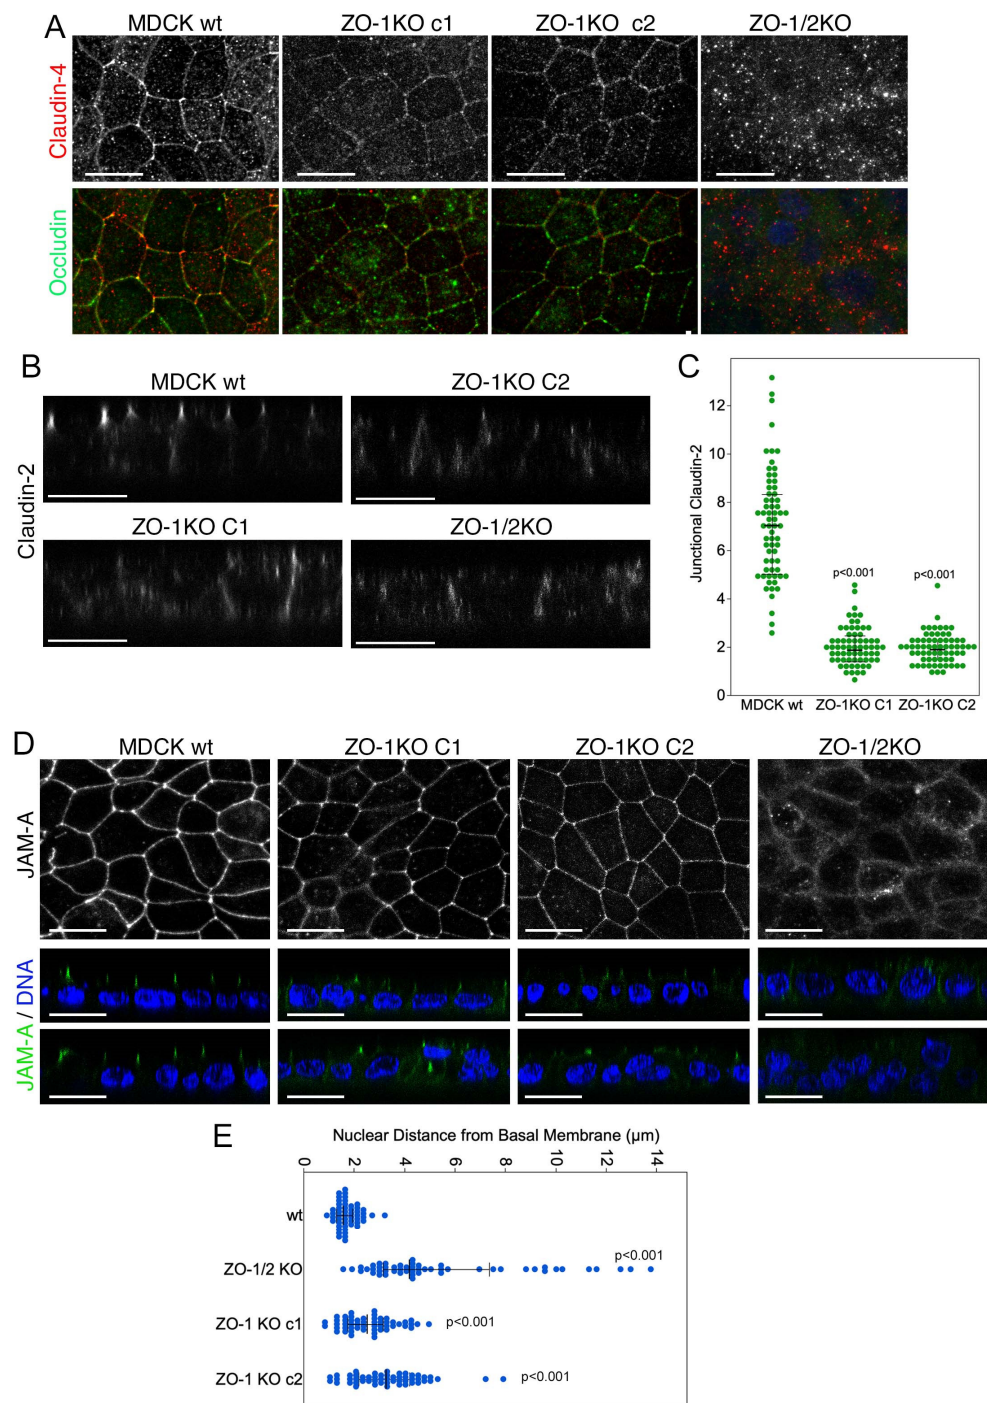 A
MDCK wt
ZO-1KO c1
ZO-1KO c2
ZO-1/2KO
Claudin-4
Occludin
B
MDCK wt
ZO-1KO C2
Claudin-2
ZO-1KO C1
ZO-1/2KO
C
Junctional Claudin-2
12
10
8
6
4
2
0
p<0.001
p<0.001
MDCK wt
ZO-1KO C1
ZO-1KO C2
D
MDCK wt
ZO-1KO C1
ZO-1KO C2
ZO-1/2KO
JAM-A
JAM-A / DNA
E
Nuclear Distance from Basal Membrane (µm)
0
2
4
6
8
10
12
14
wt
ZO-1/2 KO
p<0.001
ZO-1 KO c1
p<0.001
ZO-1 KO c2
p<0.001